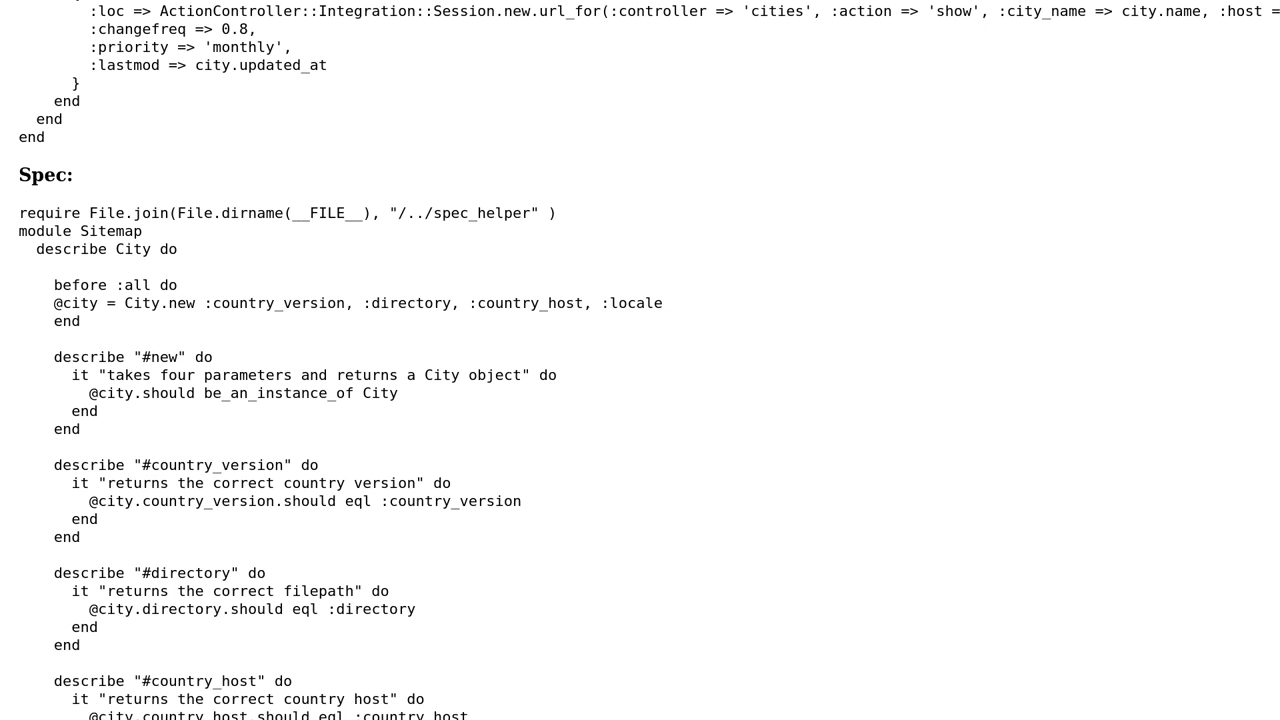 :loc => ActionController::Integration::Session.new.url_for(:controller => 'cities', :action => 'show', :city_name => city.name, :host =
:changefreq => 0.8,
:priority => 'monthly',
:lastmod => city.updated_at
}
end
end
end
Spec:
require File.join(File.dirname(__FILE__), "/../spec_helper" )
module Sitemap
describe City do
before :all do
@city = City.new :country_version, :directory, :country_host, :locale
end
describe "#new" do
it "takes four parameters and returns a City object" do
@city.should be_an_instance_of City
end
end
describe "#country_version" do
it "returns the correct country version" do
@city.country_version.should eql :country_version
end
end
describe "#directory" do
it "returns the correct filepath" do
@city.directory.should eql :directory
end
end
describe "#country_host" do
it "returns the correct country host" do
@city.country_host.should eql :country_host